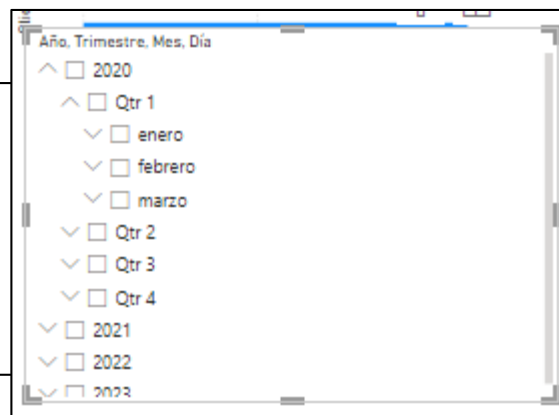 Año, Trimestre, Mes, Día
2020
Qtr 1
enero
febrero
marzo
Qtr 2
Qtr 3
Qtr 4
2021
2022
2023